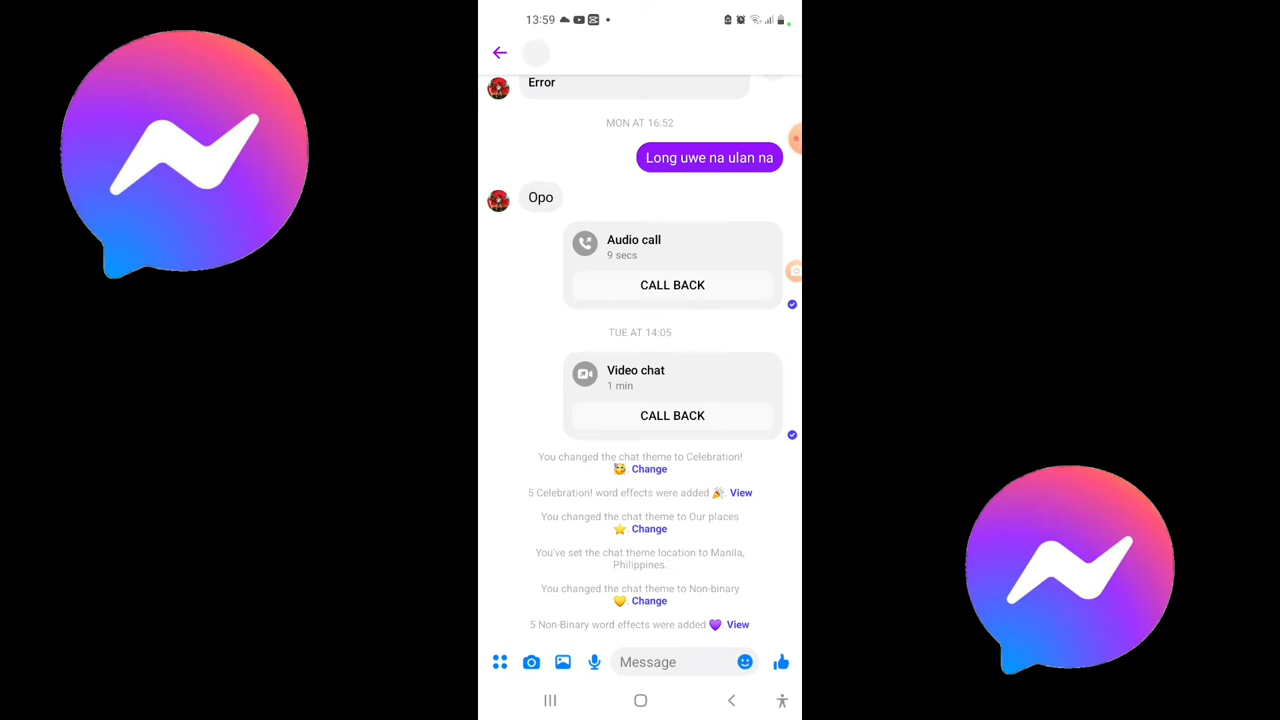 13:59
Error
MON AT 16:52
Long uwe na ulan na
Opo
Audio call
9 secs
CALL BACK
TUE AT 14:05
Video chat
1 min
CALL BACK
You changed the chat theme to Celebration!
🥰. Change
5 Celebration! word effects were added 🎉. View
You changed the chat theme to Our places
⭐. Change
You've set the chat theme location to Manila,
Philippines.
You changed the chat theme to Non-binary
💛. Change
5 Non-Binary word effects were added 💜 View
Message